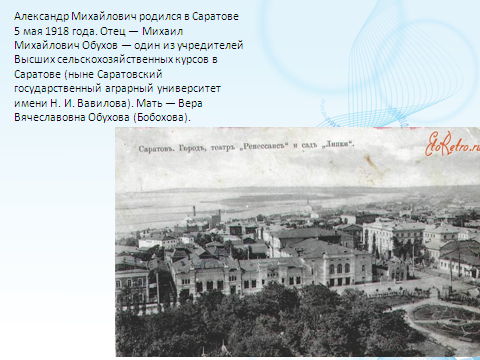 Александр Михайлович родился в Саратове
5 мая 1918 года. Отец — Михаил
Михайлович Обухов — один из учредителей
Высших сельскохозяйственных курсов в
Саратове (ныне Саратовский
государственный аграрный университет
имени Н. И. Вавилова). Мать — Вера
Вячеславовна Обухова (Бобохова).
Саратовъ. Городъ, театръ „Ренессансъ" и садъ „Липки".
EtoRetro.ru